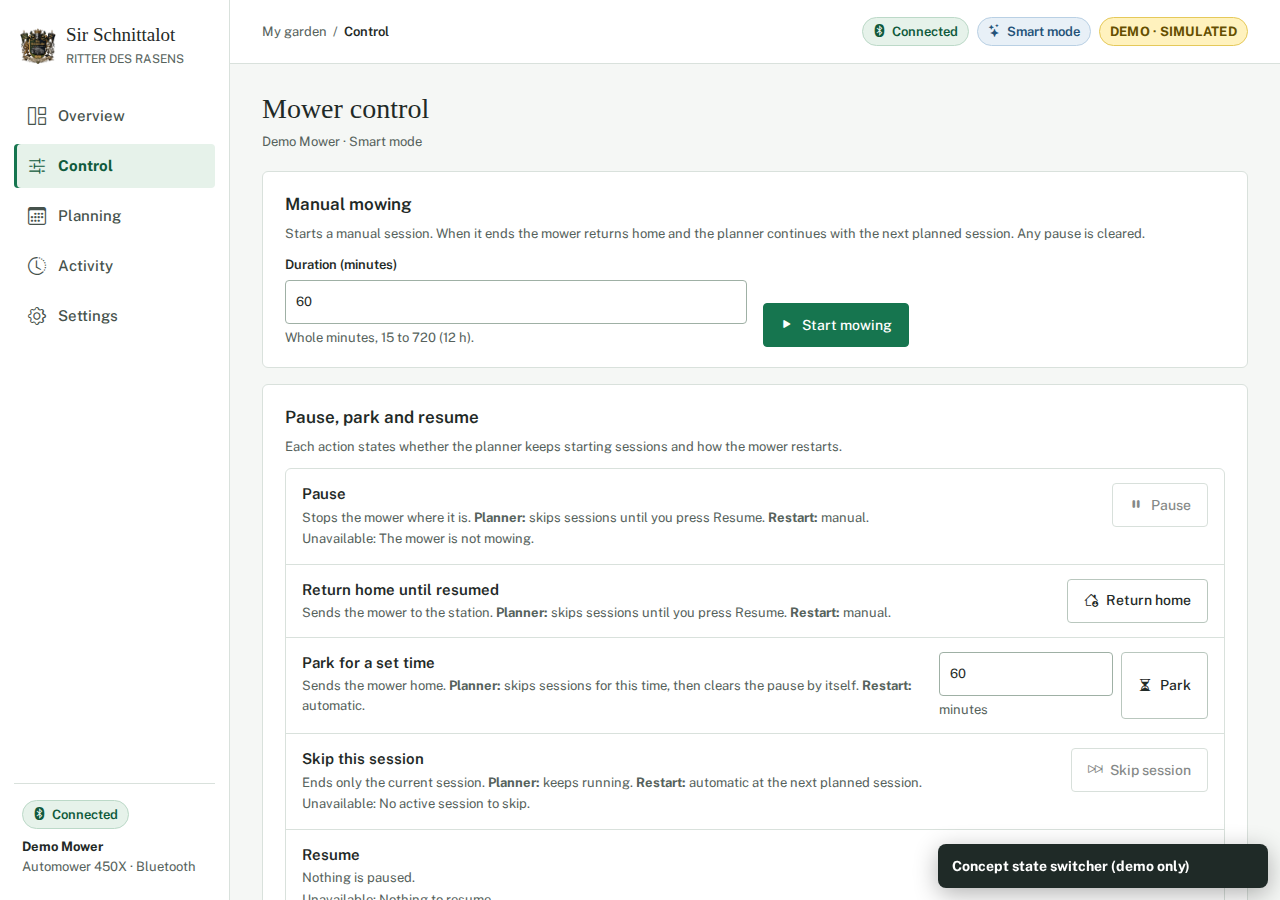 Sir Schnittalot
RITTER DES RASENS
Overview
Control
Planning
Activity
Settings
Connected
Demo Mower
Automower 450X · Bluetooth
My garden / Control
Connected
Smart mode
DEMO · SIMULATED
Mower control
Demo Mower · Smart mode
Manual mowing
Starts a manual session. When it ends the mower returns home and the planner continues with the next planned session. Any pause is cleared.
Duration (minutes)
60
Start mowing
Whole minutes, 15 to 720 (12 h).
Pause, park and resume
Each action states whether the planner keeps starting sessions and how the mower restarts.
Pause
Stops the mower where it is. Planner: skips sessions until you press Resume. Restart: manual.
Unavailable: The mower is not mowing.
Pause
Return home until resumed
Sends the mower to the station. Planner: skips sessions until you press Resume. Restart: manual.
Return home
Park for a set time
Sends the mower home. Planner: skips sessions for this time, then clears the pause by itself. Restart:
automatic.
60
minutes
Park
Skip this session
Ends only the current session. Planner: keeps running. Restart: automatic at the next planned session.
Unavailable: No active session to skip.
Skip session
Resume
Nothing is paused.
Unavailable: Nothing to resume.
Concept state switcher (demo only)